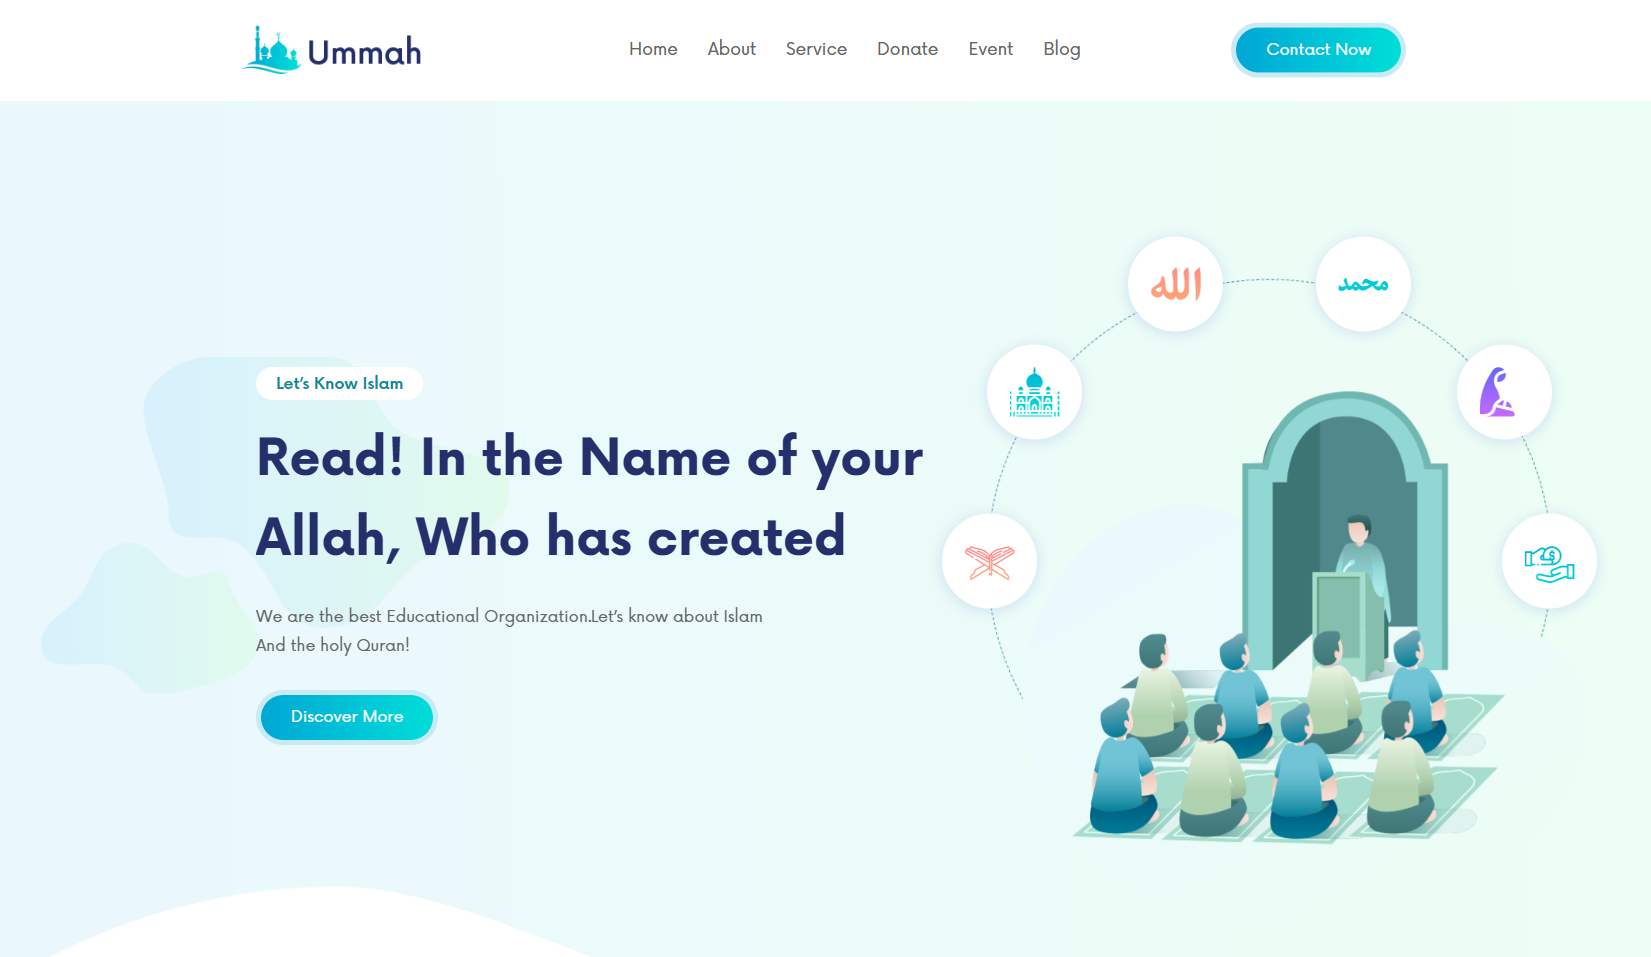 Ummah
Home About Service Donate Event Blog
Contact Now
الله
محمد
Let's Know Islam
Read! In the Name of your
Allah, Who has created
We are the best Educational Organization.Let's know about Islam
And the holy Quran!
Discover More
$